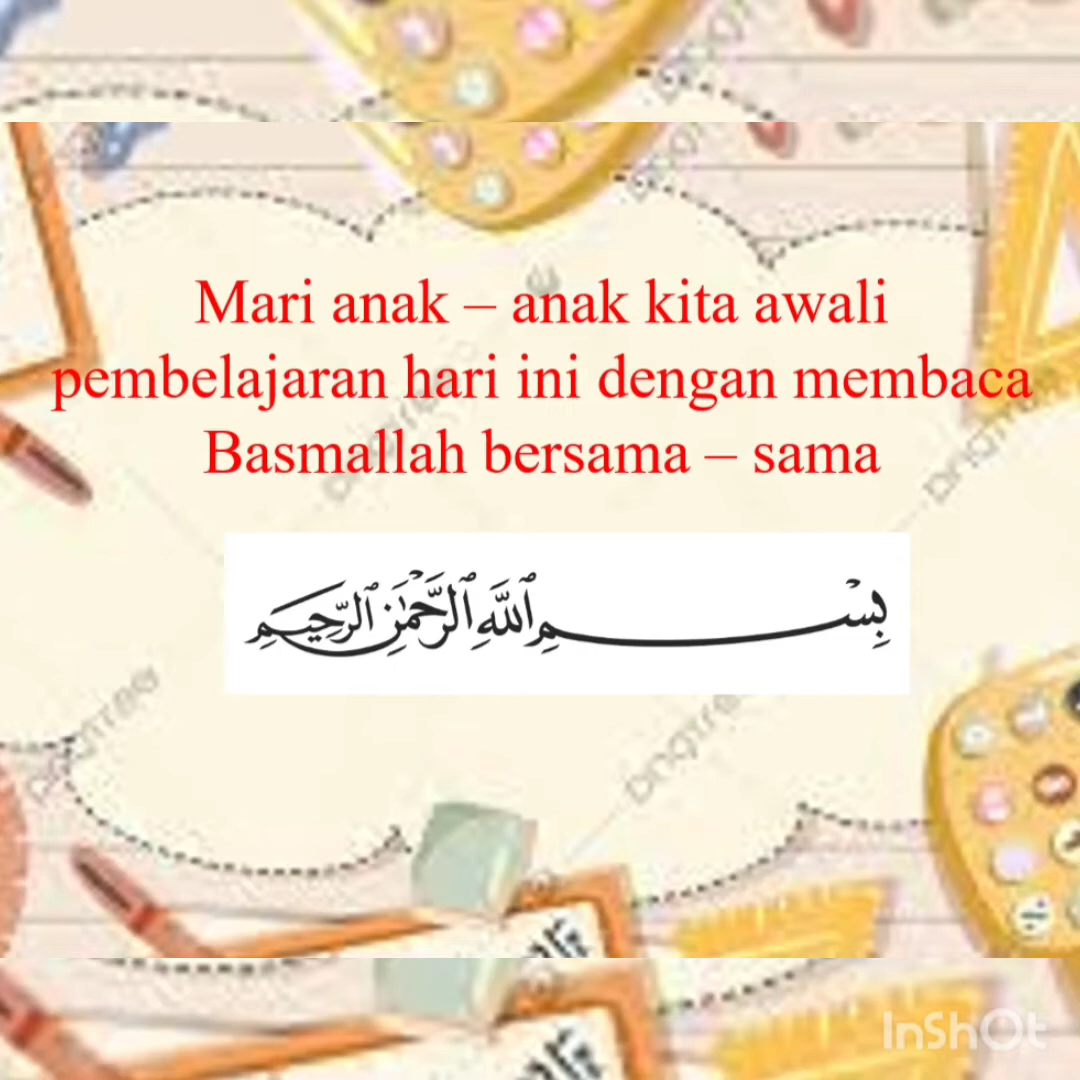 Mari anak – anak kita awali
pembelajaran hari ini dengan membaca
Basmallah bersama – sama
بِسْمِ ٱللَّهِ ٱلرَّحْمَٰنِ ٱلرَّحِيمِ
InShOt